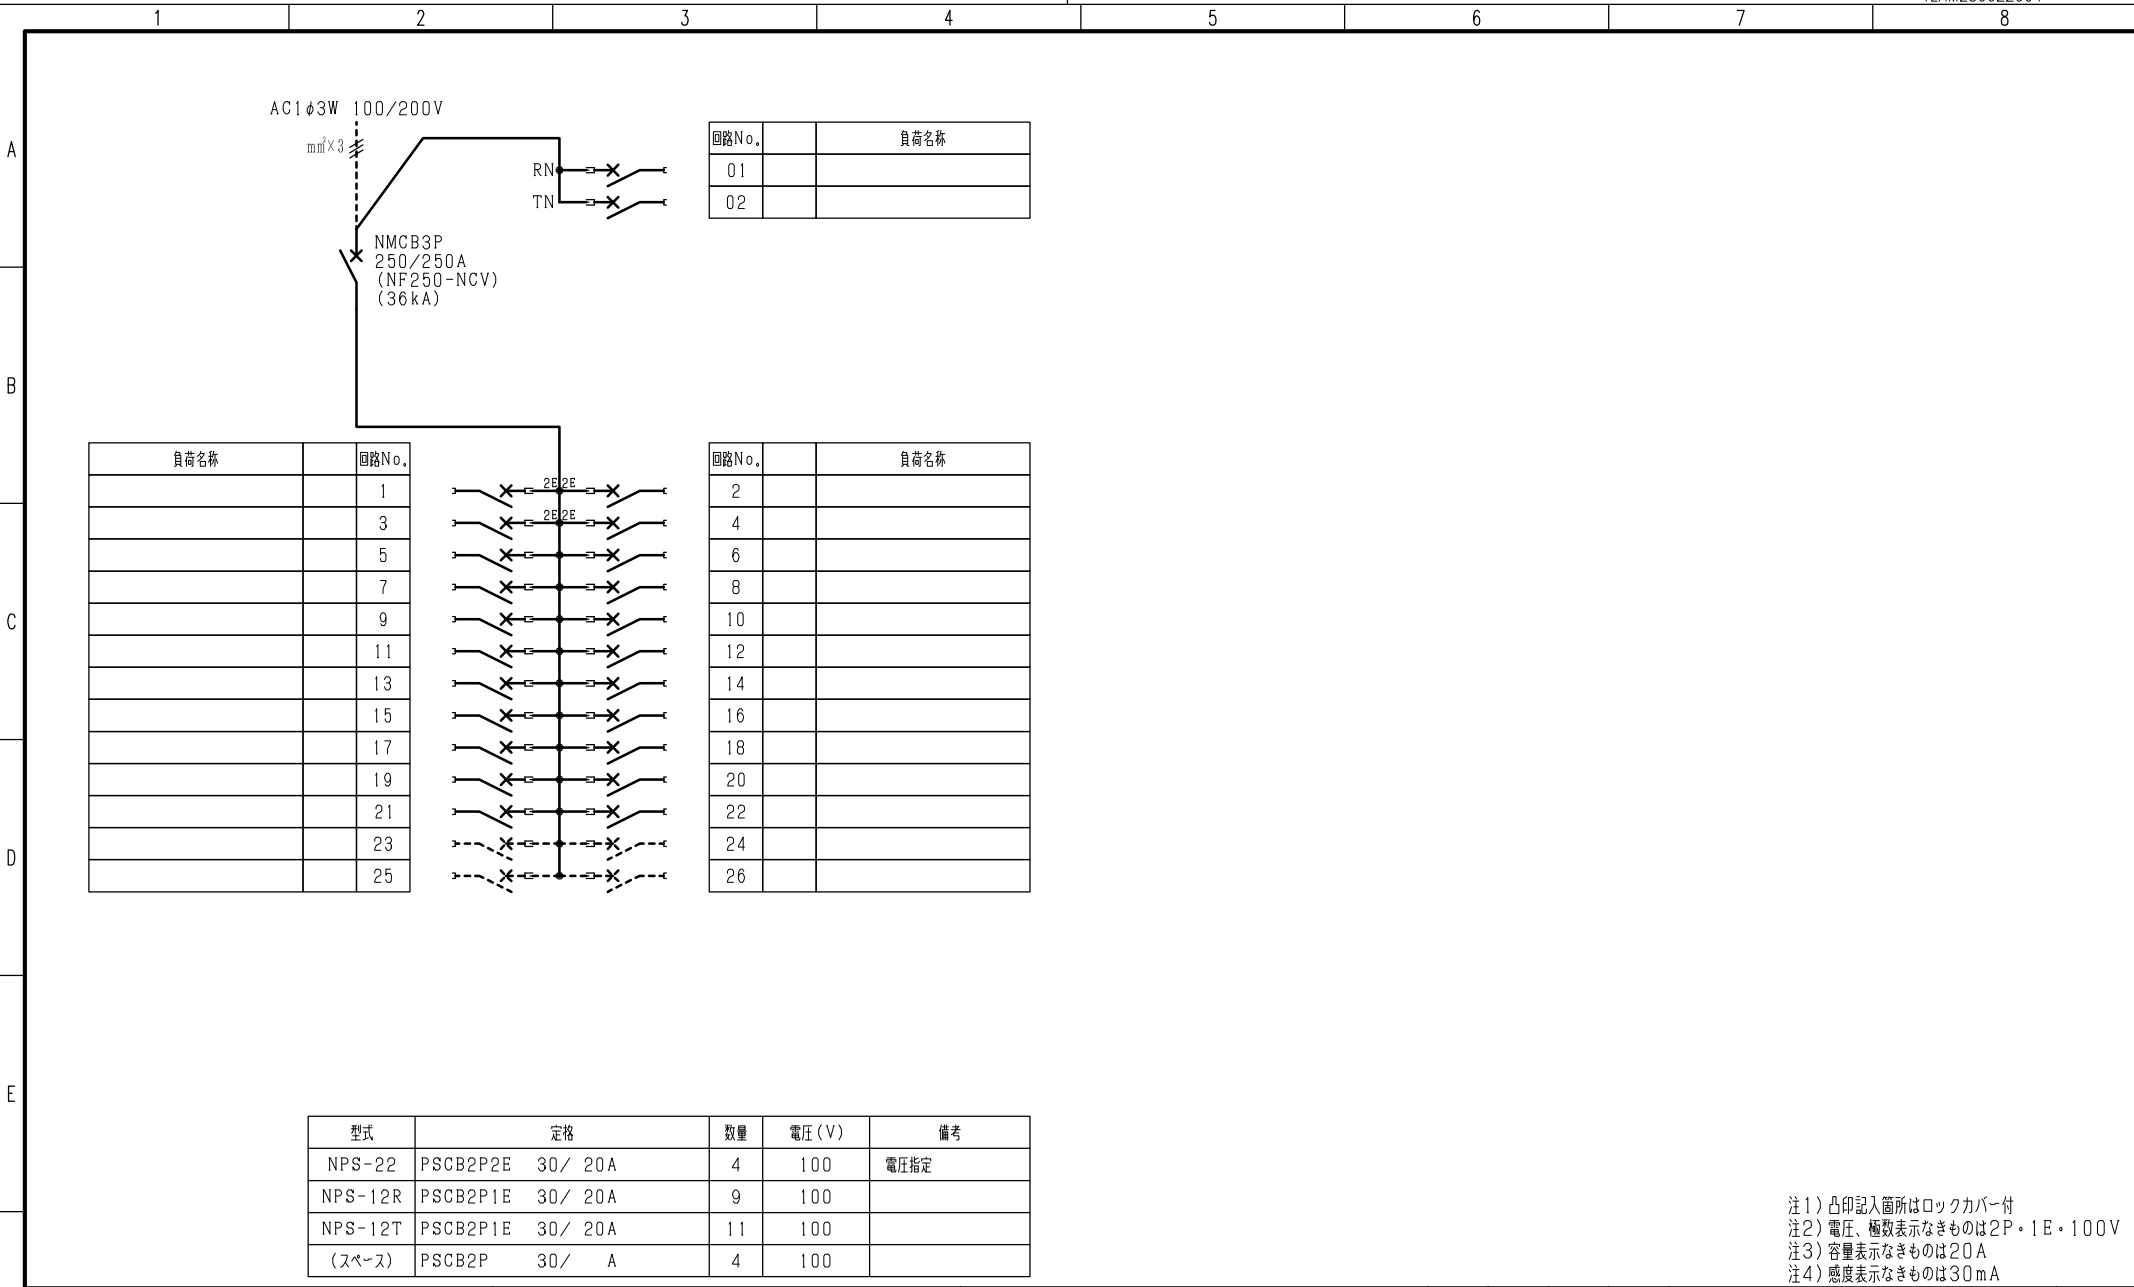 1 2 3 4 5 6 7 8
A
B
C
D
E
AC1φ3W 100/200V
mm²×3
RN
TN
NMCB3P
250/250A
(NF250-NCV)
(36kA)
回路No. 負荷名称
01
02
負荷名称 回路No. 回路No. 負荷名称
1 2E 2E 2
3 2E 2E 4
5 6
7 8
9 10
11 12
13 14
15 16
17 18
19 20
21 22
23 24
25 26
型式 定格 数量 電圧(V) 備考
NPS-22 PSCB2P2E 30/ 20A 4 100 電圧指定
NPS-12R PSCB2P1E 30/ 20A 9 100
NPS-12T PSCB2P1E 30/ 20A 11 100
(スペース) PSCB2P 30/ A 4 100
注1)凸印記入箇所はロックカバー付
注2)電圧、極数表示なきものは2P・1E・100V
注3)容量表示なきものは20A
注4)感度表示なきものは30mA